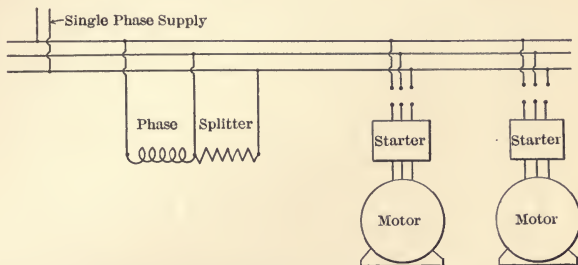 Single Phase Supply
Phase Splitter
Starter Starter
Motor Motor